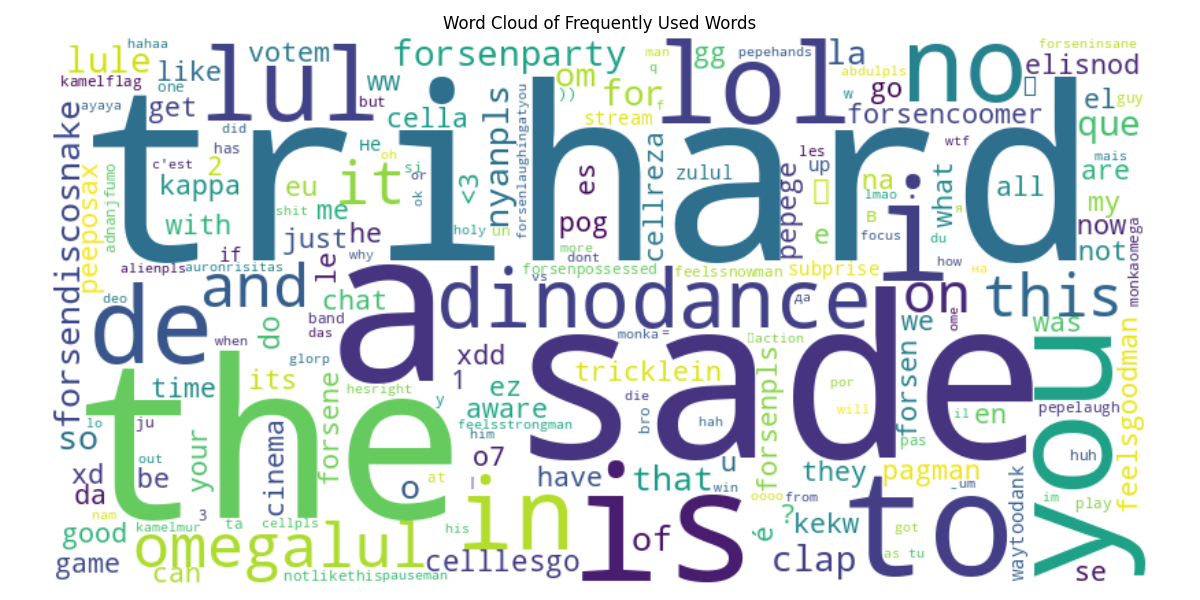 Word Cloud of Frequently Used Words
hahaa
lule
like
kamelflag
one
ayaya
get
lul
votem
ww
but
forsenparty
cella
om
))
for
f
stream
man
q
gg
lol
pepehands
la
abdulpls
w
go
no
forseninsane
elisnod
el
guy
que
forsencoomer
trihard
did
has
c'est
2
kappa
with
if
eu
shit
me
it
не
oh
sj
or
ok
<3
holy
un
nyanpls
forsenlaughingatyou
es
pog
more
dont
cellreza
zulul
pepege
les
up
e
na
lmao
B
focus
i
what
du
wtf
я
all
mais
are
my
now
not
monkaomega
forsendiscosnake
peeposax
adnanjfumo
alienpls
auronrisitas
just
he
why
le
forsenpossessed
vs
feelssnowman
subprise
how
на
deo
de
and
chat
do
band
das
when
glorp
a
dinodance
да
on
ome
this
monka
=
action
we
was
forsen
you
feelsgoodman
xdd
1
ez
aware
feelsstrongman
him
tricklein
sade
die
bro
hah
por
will
forsenpls
pas
il
en
pepelaugh
huh
time
its
hesright
y
the
forsene
cinema
your
so
lo
ju
out
xd
da
be
nam
3
good
kamelmur
ta
cellpls
game
can
omegalul
notlikethispauseman
o
at
o7
|
his
in
celllesgo
have
is
of
that
u
win
oooo
from
é
?
they
pagman
um
kekw
clap
got
as
tu
to
waytoodank
im
play
se